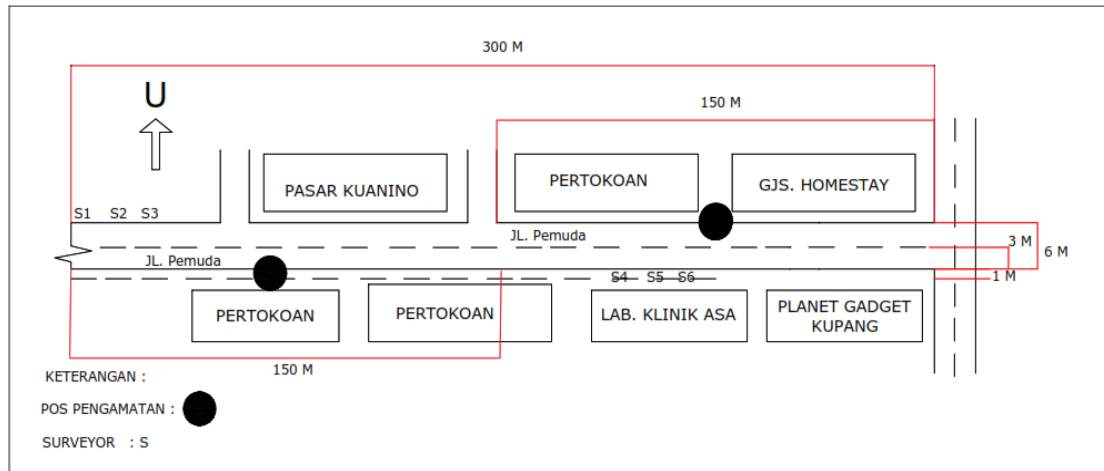 300 M
U
150 M
PASAR KUANINO
PERTOKOAN
GJS. HOMESTAY
S1 S2 S3
JL. Pemuda
3 M
6 M
JL. Pemuda
S4 S5 S6
1 M
PERTOKOAN
PERTOKOAN
LAB. KLINIK ASA
PLANET GADGET
KUPANG
150 M
KETERANGAN :
POS PENGAMATAN :
SURVEYOR : S